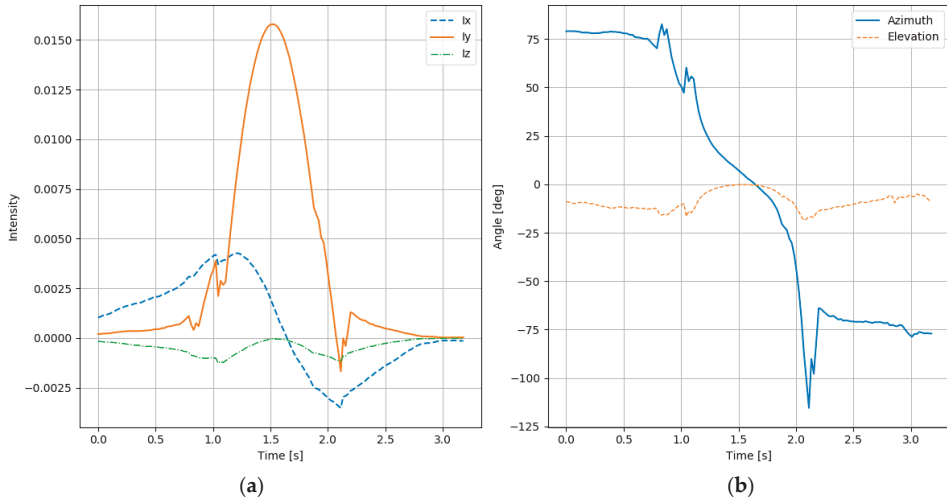 Ix
Iy
Iz
0.0150
0.0125
0.0100
0.0075
0.0050
0.0025
0.0000
−0.0025
Intensity
0.0 0.5 1.0 1.5 2.0 2.5 3.0
Time [s]
(a)
Azimuth
Elevation
75
50
25
0
−25
−50
−75
−100
−125
Angle [deg]
0.0 0.5 1.0 1.5 2.0 2.5 3.0
Time [s]
(b)